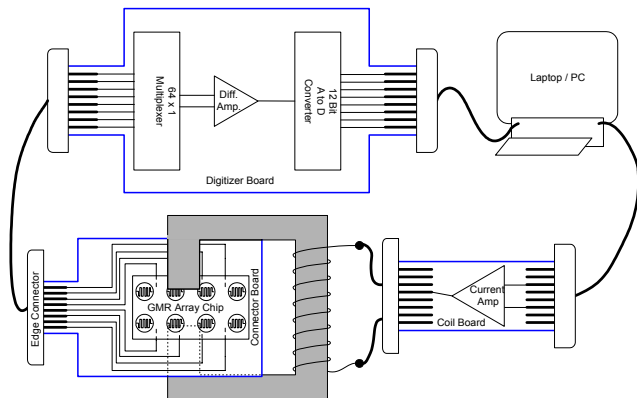 64 x 1
Multiplexer
Diff.
Amp.
12 Bit
A to D
Converter
Digitizer Board
Laptop / PC
Edge Connector
GMR Array Chip
Connector Board
Current
Amp
Coil Board